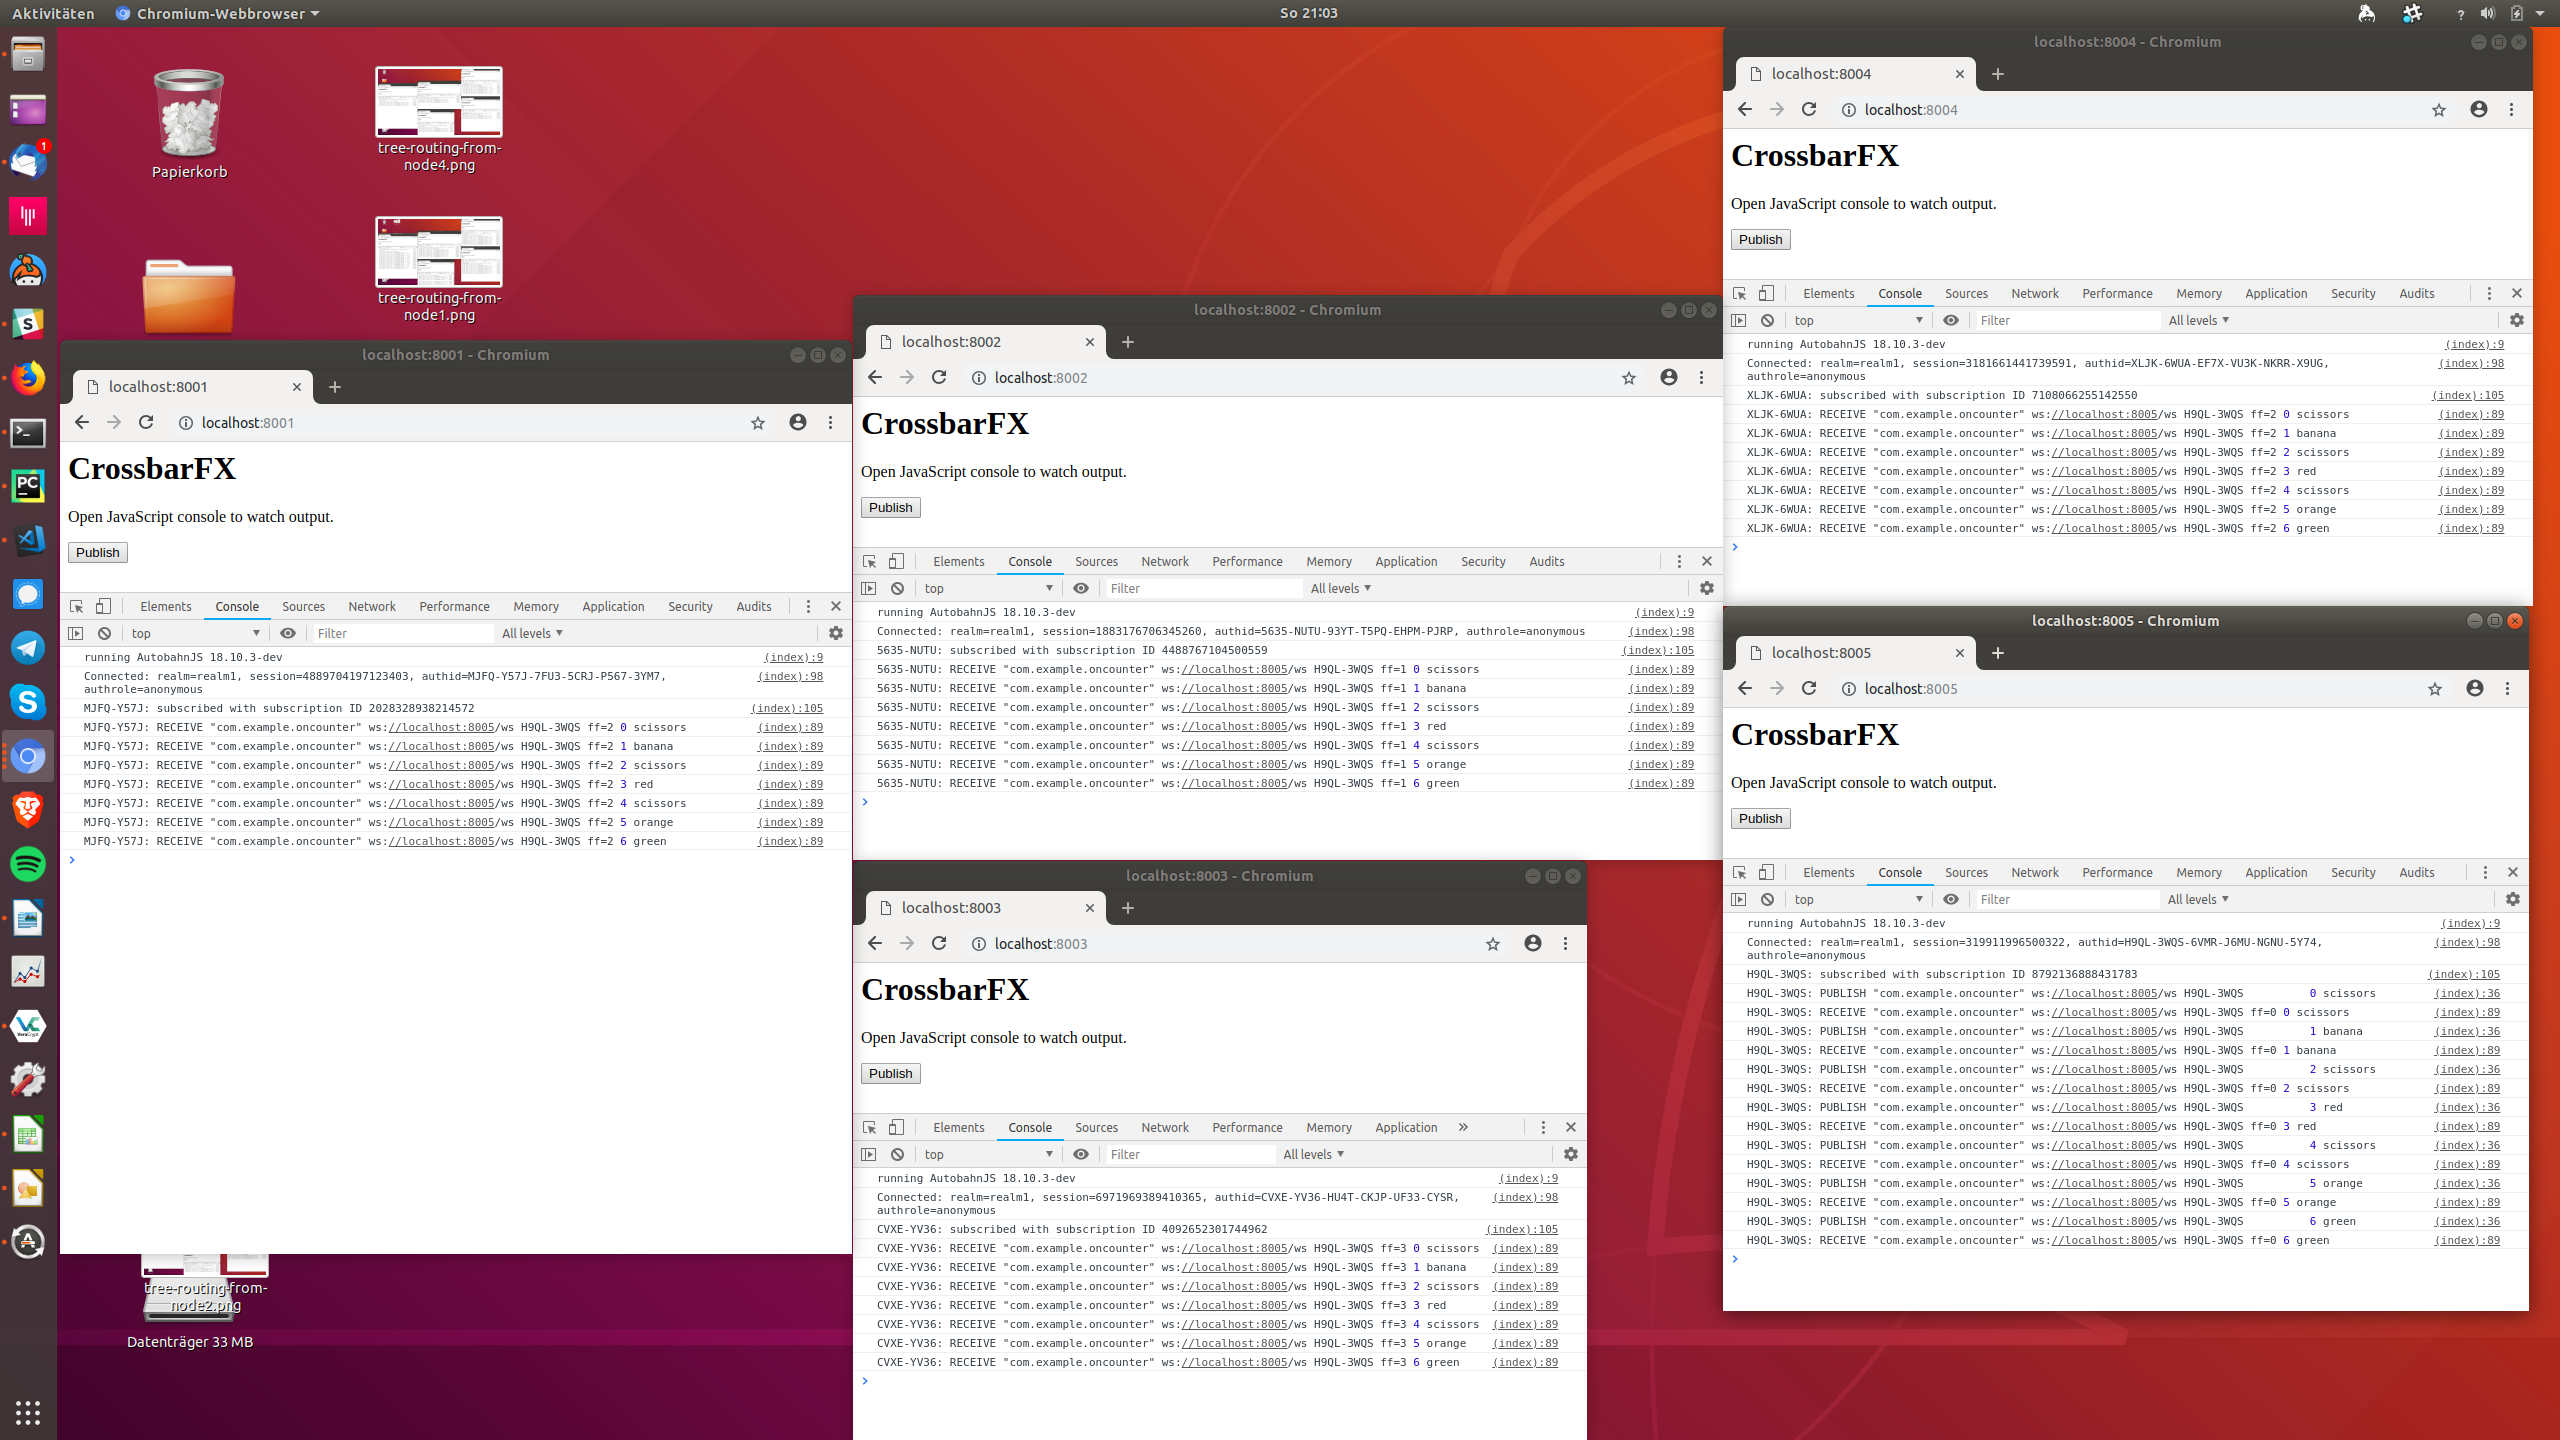 Aktivitäten
Chromium-Webbrowser
So 21:03
?
1
Papierkorb
tree-routing-from-
node4.png
tree-routing-from-
node1.png
tree-routing-from-
node2.png
Datenträger 33 MB
localhost:8001 - Chromium
localhost:8001
localhost:8001
CrossbarFX
Open JavaScript console to watch output.
Publish
Elements Console Sources Network Performance Memory Application Security Audits
top Filter All levels
running AutobahnJS 18.10.3-dev (index):9
Connected: realm=realm1, session=4889704197123403, authid=MJFQ-Y57J-7FU3-5CRJ-P567-3YM7, (index):98
authrole=anonymous
MJFQ-Y57J: subscribed with subscription ID 2028328938214572 (index):105
MJFQ-Y57J: RECEIVE "com.example.oncounter" ws://localhost:8005/ws H9QL-3WQS ff=2 0 scissors (index):89
MJFQ-Y57J: RECEIVE "com.example.oncounter" ws://localhost:8005/ws H9QL-3WQS ff=2 1 banana (index):89
MJFQ-Y57J: RECEIVE "com.example.oncounter" ws://localhost:8005/ws H9QL-3WQS ff=2 2 scissors (index):89
MJFQ-Y57J: RECEIVE "com.example.oncounter" ws://localhost:8005/ws H9QL-3WQS ff=2 3 red (index):89
MJFQ-Y57J: RECEIVE "com.example.oncounter" ws://localhost:8005/ws H9QL-3WQS ff=2 4 scissors (index):89
MJFQ-Y57J: RECEIVE "com.example.oncounter" ws://localhost:8005/ws H9QL-3WQS ff=2 5 orange (index):89
MJFQ-Y57J: RECEIVE "com.example.oncounter" ws://localhost:8005/ws H9QL-3WQS ff=2 6 green (index):89
localhost:8002 - Chromium
localhost:8002
localhost:8002
CrossbarFX
Open JavaScript console to watch output.
Publish
Elements Console Sources Network Performance Memory Application Security Audits
top Filter All levels
running AutobahnJS 18.10.3-dev (index):9
Connected: realm=realm1, session=1883176706345260, authid=5635-NUTU-93YT-T5PQ-EHPM-PJRP, authrole=anonymous (index):98
5635-NUTU: subscribed with subscription ID 4488767104500559 (index):105
5635-NUTU: RECEIVE "com.example.oncounter" ws://localhost:8005/ws H9QL-3WQS ff=1 0 scissors (index):89
5635-NUTU: RECEIVE "com.example.oncounter" ws://localhost:8005/ws H9QL-3WQS ff=1 1 banana (index):89
5635-NUTU: RECEIVE "com.example.oncounter" ws://localhost:8005/ws H9QL-3WQS ff=1 2 scissors (index):89
5635-NUTU: RECEIVE "com.example.oncounter" ws://localhost:8005/ws H9QL-3WQS ff=1 3 red (index):89
5635-NUTU: RECEIVE "com.example.oncounter" ws://localhost:8005/ws H9QL-3WQS ff=1 4 scissors (index):89
5635-NUTU: RECEIVE "com.example.oncounter" ws://localhost:8005/ws H9QL-3WQS ff=1 5 orange (index):89
5635-NUTU: RECEIVE "com.example.oncounter" ws://localhost:8005/ws H9QL-3WQS ff=1 6 green (index):89
localhost:8003 - Chromium
localhost:8003
localhost:8003
CrossbarFX
Open JavaScript console to watch output.
Publish
Elements Console Sources Network Performance Memory Application »
top Filter All levels
running AutobahnJS 18.10.3-dev (index):9
Connected: realm=realm1, session=6971969389410365, authid=CVXE-YV36-HU4T-CKJP-UF33-CYSR, (index):98
authrole=anonymous
CVXE-YV36: subscribed with subscription ID 4092652301744962 (index):105
CVXE-YV36: RECEIVE "com.example.oncounter" ws://localhost:8005/ws H9QL-3WQS ff=3 0 scissors (index):89
CVXE-YV36: RECEIVE "com.example.oncounter" ws://localhost:8005/ws H9QL-3WQS ff=3 1 banana (index):89
CVXE-YV36: RECEIVE "com.example.oncounter" ws://localhost:8005/ws H9QL-3WQS ff=3 2 scissors (index):89
CVXE-YV36: RECEIVE "com.example.oncounter" ws://localhost:8005/ws H9QL-3WQS ff=3 3 red (index):89
CVXE-YV36: RECEIVE "com.example.oncounter" ws://localhost:8005/ws H9QL-3WQS ff=3 4 scissors (index):89
CVXE-YV36: RECEIVE "com.example.oncounter" ws://localhost:8005/ws H9QL-3WQS ff=3 5 orange (index):89
CVXE-YV36: RECEIVE "com.example.oncounter" ws://localhost:8005/ws H9QL-3WQS ff=3 6 green (index):89
localhost:8004 - Chromium
localhost:8004
localhost:8004
CrossbarFX
Open JavaScript console to watch output.
Publish
Elements Console Sources Network Performance Memory Application Security Audits
top Filter All levels
running AutobahnJS 18.10.3-dev (index):9
Connected: realm=realm1, session=3181661441739591, authid=XLJK-6WUA-EF7X-VU3K-NKRR-X9UG, (index):98
authrole=anonymous
XLJK-6WUA: subscribed with subscription ID 7108066255142550 (index):105
XLJK-6WUA: RECEIVE "com.example.oncounter" ws://localhost:8005/ws H9QL-3WQS ff=2 0 scissors (index):89
XLJK-6WUA: RECEIVE "com.example.oncounter" ws://localhost:8005/ws H9QL-3WQS ff=2 1 banana (index):89
XLJK-6WUA: RECEIVE "com.example.oncounter" ws://localhost:8005/ws H9QL-3WQS ff=2 2 scissors (index):89
XLJK-6WUA: RECEIVE "com.example.oncounter" ws://localhost:8005/ws H9QL-3WQS ff=2 3 red (index):89
XLJK-6WUA: RECEIVE "com.example.oncounter" ws://localhost:8005/ws H9QL-3WQS ff=2 4 scissors (index):89
XLJK-6WUA: RECEIVE "com.example.oncounter" ws://localhost:8005/ws H9QL-3WQS ff=2 5 orange (index):89
XLJK-6WUA: RECEIVE "com.example.oncounter" ws://localhost:8005/ws H9QL-3WQS ff=2 6 green (index):89
localhost:8005 - Chromium
localhost:8005
localhost:8005
CrossbarFX
Open JavaScript console to watch output.
Publish
Elements Console Sources Network Performance Memory Application Security Audits
top Filter All levels
running AutobahnJS 18.10.3-dev (index):9
Connected: realm=realm1, session=319911996500322, authid=H9QL-3WQS-6VMR-J6MU-NGNU-5Y74, (index):98
authrole=anonymous
H9QL-3WQS: subscribed with subscription ID 8792136888431783 (index):105
H9QL-3WQS: PUBLISH "com.example.oncounter" ws://localhost:8005/ws H9QL-3WQS 0 scissors (index):36
H9QL-3WQS: RECEIVE "com.example.oncounter" ws://localhost:8005/ws H9QL-3WQS ff=0 0 scissors (index):89
H9QL-3WQS: PUBLISH "com.example.oncounter" ws://localhost:8005/ws H9QL-3WQS 1 banana (index):36
H9QL-3WQS: RECEIVE "com.example.oncounter" ws://localhost:8005/ws H9QL-3WQS ff=0 1 banana (index):89
H9QL-3WQS: PUBLISH "com.example.oncounter" ws://localhost:8005/ws H9QL-3WQS 2 scissors (index):36
H9QL-3WQS: RECEIVE "com.example.oncounter" ws://localhost:8005/ws H9QL-3WQS ff=0 2 scissors (index):89
H9QL-3WQS: PUBLISH "com.example.oncounter" ws://localhost:8005/ws H9QL-3WQS 3 red (index):36
H9QL-3WQS: RECEIVE "com.example.oncounter" ws://localhost:8005/ws H9QL-3WQS ff=0 3 red (index):89
H9QL-3WQS: PUBLISH "com.example.oncounter" ws://localhost:8005/ws H9QL-3WQS 4 scissors (index):36
H9QL-3WQS: RECEIVE "com.example.oncounter" ws://localhost:8005/ws H9QL-3WQS ff=0 4 scissors (index):89
H9QL-3WQS: PUBLISH "com.example.oncounter" ws://localhost:8005/ws H9QL-3WQS 5 orange (index):36
H9QL-3WQS: RECEIVE "com.example.oncounter" ws://localhost:8005/ws H9QL-3WQS ff=0 5 orange (index):89
H9QL-3WQS: PUBLISH "com.example.oncounter" ws://localhost:8005/ws H9QL-3WQS 6 green (index):36
H9QL-3WQS: RECEIVE "com.example.oncounter" ws://localhost:8005/ws H9QL-3WQS ff=0 6 green (index):89